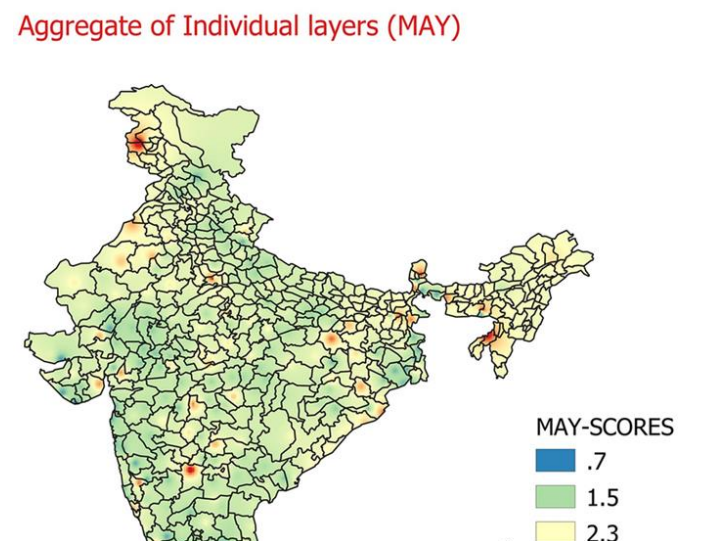 Aggregate of Individual layers (MAY)
MAY-SCORES
.7
1.5
2.3